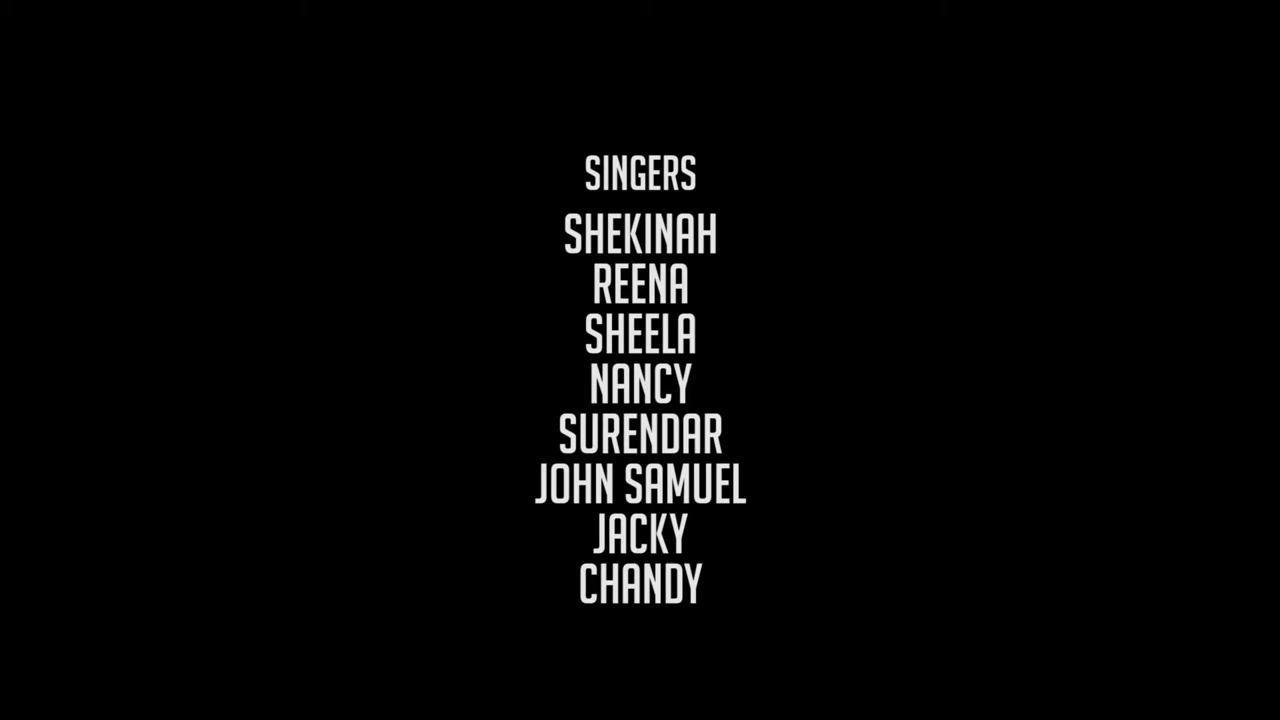 SINGERS
SHEKINAH
REENA
SHEELA
NANCY
SURENDAR
JOHN SAMUEL
JACKY
CHANDY